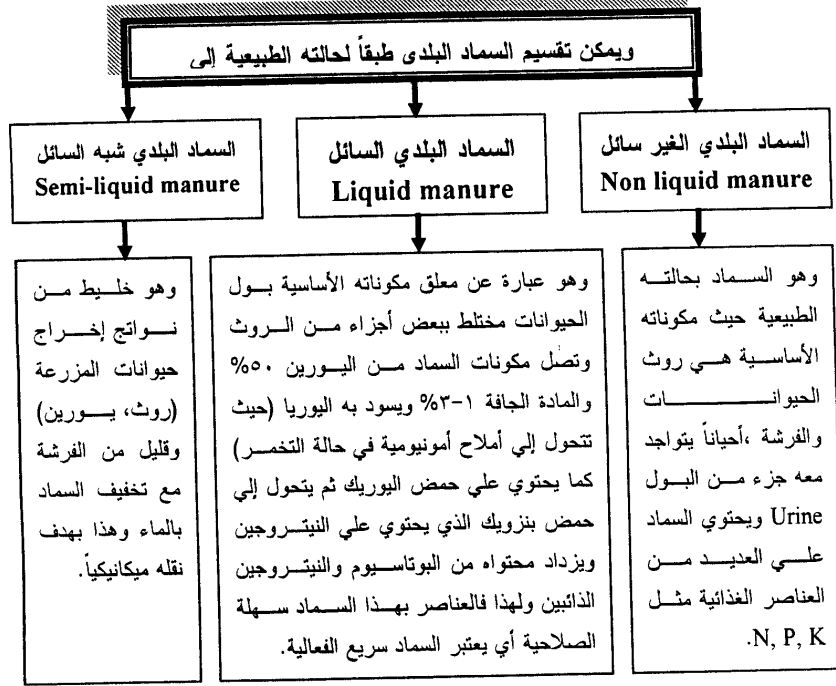 ويمكن تقسيم السماد البلدى طبقاً لحالته الطبيعية إلى
السماد البلدي الغير سائل
Non liquid manure
السماد البلدي السائل
Liquid manure
السماد البلدي شبه السائل
Semi-liquid manure
وهو السماد بحالته
الطبيعية حيث مكوناته
الأساسية هي روث
الحيوانات
والفرشة ،أحياناً يتواجد
معه جزء من البول
Urine ويحتوي السماد
علي العديد من
العناصر الغذائية مثل
N, P, K.
وهو عبارة عن معلق مكوناته الأساسية بول
الحيوانات مختلط ببعض أجزاء من الروث
وتصل مكونات السماد من اليورين ٥٠%
والمادة الجافة ١-٣% ويسود به اليوريا (حيث
تتحول إلي أملاح أمونيومية في حالة التخمر)
كما يحتوي علي حمض اليوريك ثم يتحول إلي
حمض بنزويك الذي يحتوي علي النيتروجين
ويزداد محتواه من البوتاسيوم والنيتروجين
الذائبين ولهذا فالعناصر بهذا السماد سهلة
الصلاحية أي يعتبر السماد سريع الفعالية.
وهو خليط من
نواتج إخراج
حيوانات المزرعة
(روث، يورين)
وقليل من الفرشة
مع تخفيف السماد
بالماء وهذا بهدف
نقله ميكانيكياً.